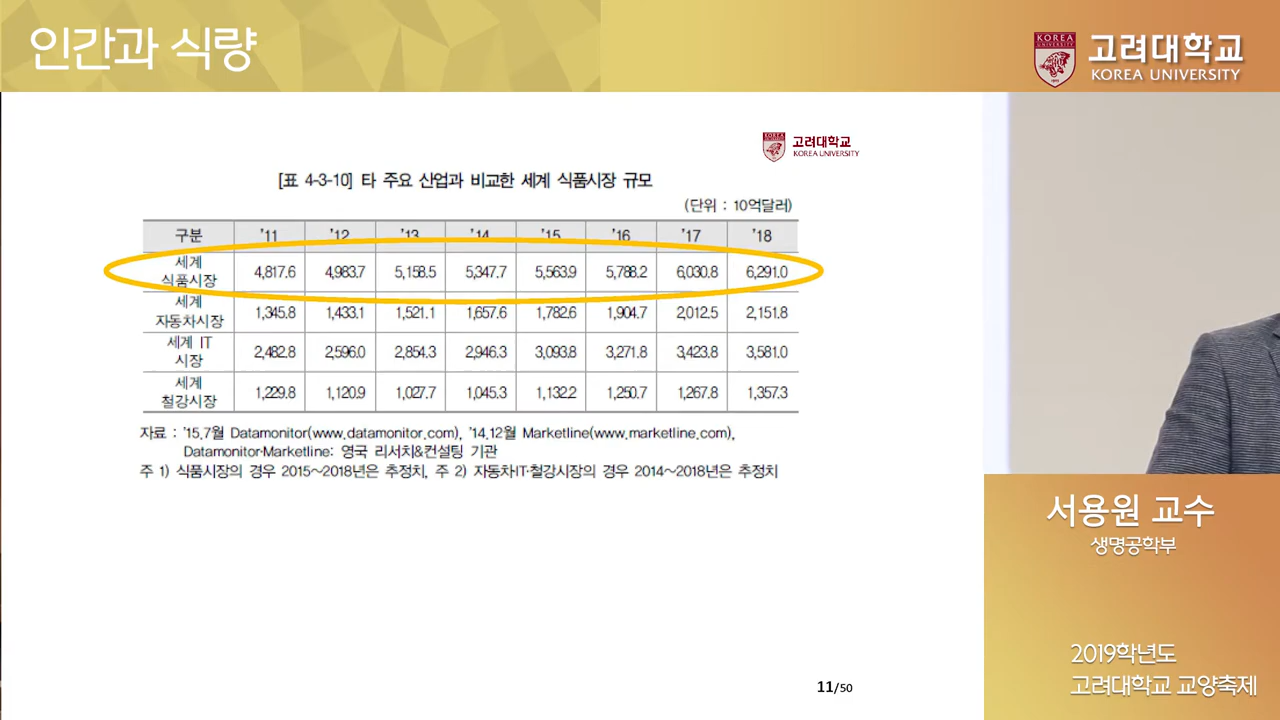 인간과 식량
KOREA
고려대학교
KOREA UNIVERSITY
KOREA
고려대학교
KOREA UNIVERSITY
[표 4-3-10] 타 주요 산업과 비교한 세계 식품시장 규모
(단위 : 10억달러)
구분 '11 '12 '13 '14 '15 '16 '17 '18
세계
식품시장 4,817.6 4,983.7 5,158.5 5,347.7 5,563.9 5,788.2 6,030.8 6,291.0
세계
자동차시장 1,345.8 1,433.1 1,521.1 1,657.6 1,782.6 1,904.7 2,012.5 2,151.8
세계 IT
시장 2,482.8 2,596.0 2,854.3 2,946.3 3,093.8 3,271.8 3,423.8 3,581.0
세계
철강시장 1,229.8 1,120.9 1,027.7 1,045.3 1,132.2 1,250.7 1,267.8 1,357.3
자료 : '15.7월 Datamonitor(www.datamonitor.com), '14.12월 Marketline(www.marketline.com),
Datamonitor·Marketline: 영국 리서치&컨설팅 기관
주 1) 식품시장의 경우 2015~2018년은 추정치, 주 2) 자동차·IT·철강시장의 경우 2014~2018년은 추정치
11/50
서용원 교수
생명공학부
2019학년도
고려대학교 교양축제